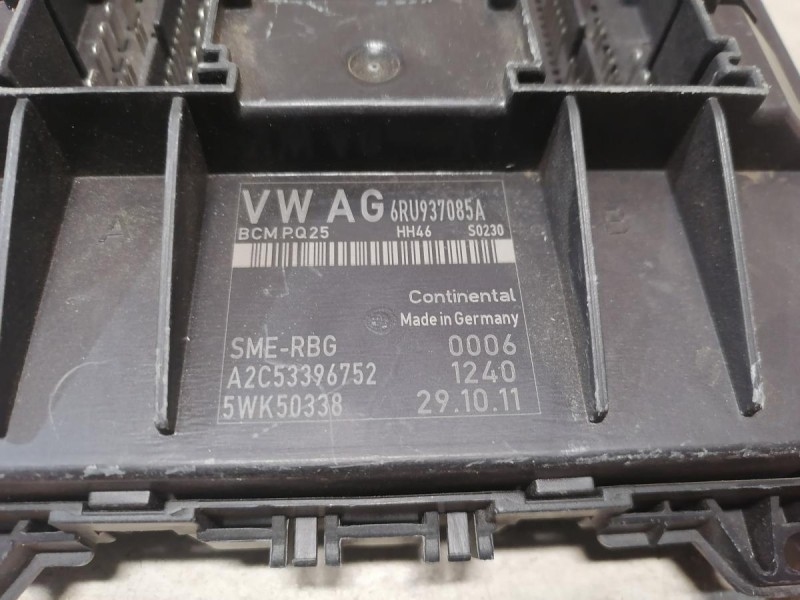 VW AG 6RU937085A
BCM P.Q25 HH46 S0230
Continental
Made in Germany
SME-RBG 0006
A2C53396752 1240
5WK50338 29.10.11